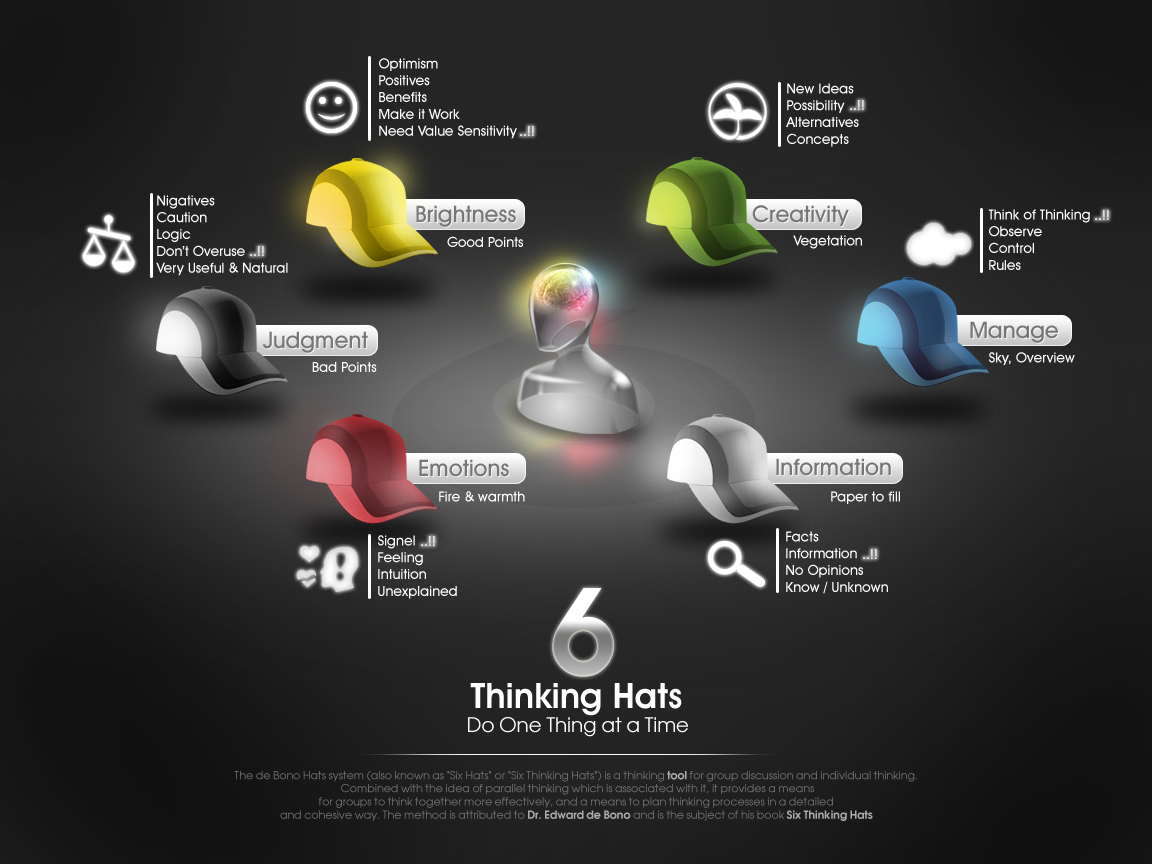 Optimism
Positives
Benefits
Make it Work
Need Value Sensitivity ..!!
New Ideas
Possibility ..!!
Alternatives
Concepts
Brightness
Good Points
Creativity
Vegetation
Nigatives
Caution
Logic
Don't Overuse ..!!
Very Useful & Natural
Think of Thinking ..!!
Observe
Control
Rules
Judgment
Bad Points
Manage
Sky, Overview
Emotions
Fire & warmth
Information
Paper to fill
Signel ..!!
Feeling
Intuition
Unexplained
Facts
Information ..!!
No Opinions
Know / Unknown
6
Thinking Hats
Do One Thing at a Time
The de Bono Hats system (also known as "Six Hats" or "Six Thinking Hats") is a thinking tool for group discussion and individual thinking.
Combined with the idea of parallel thinking which is associated with it, it provides a means
for groups to think together more effectively, and a means to plan thinking processes in a detailed
and cohesive way. The method is attributed to Dr. Edward de Bono and is the subject of his book Six Thinking Hats